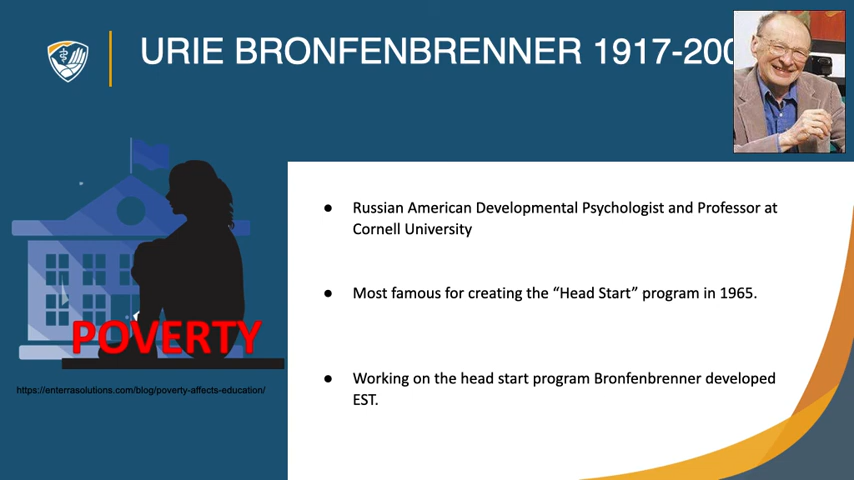 URIE BRONFENBRENNER 1917-200
● Russian American Developmental Psychologist and Professor at
Cornell University
● Most famous for creating the “Head Start” program in 1965.
● Working on the head start program Bronfenbrenner developed
EST.
POVERTY
https://enterrasolutions.com/blog/poverty-affects-education/